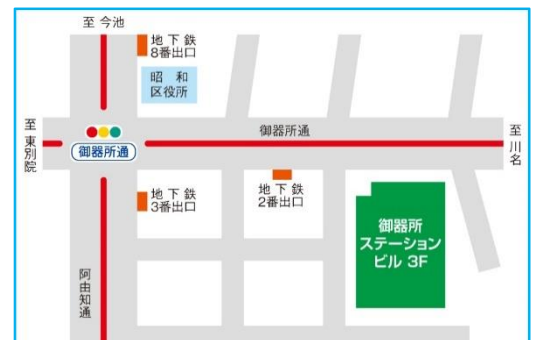 至 今池
地下鉄
8番出口
昭和
区役所
至
東
別
院
御器所通
御器所通
至
川
名
地下鉄
3番出口
地下鉄
2番出口
御器所
ステーション
ビル 3F
阿
由
知
通